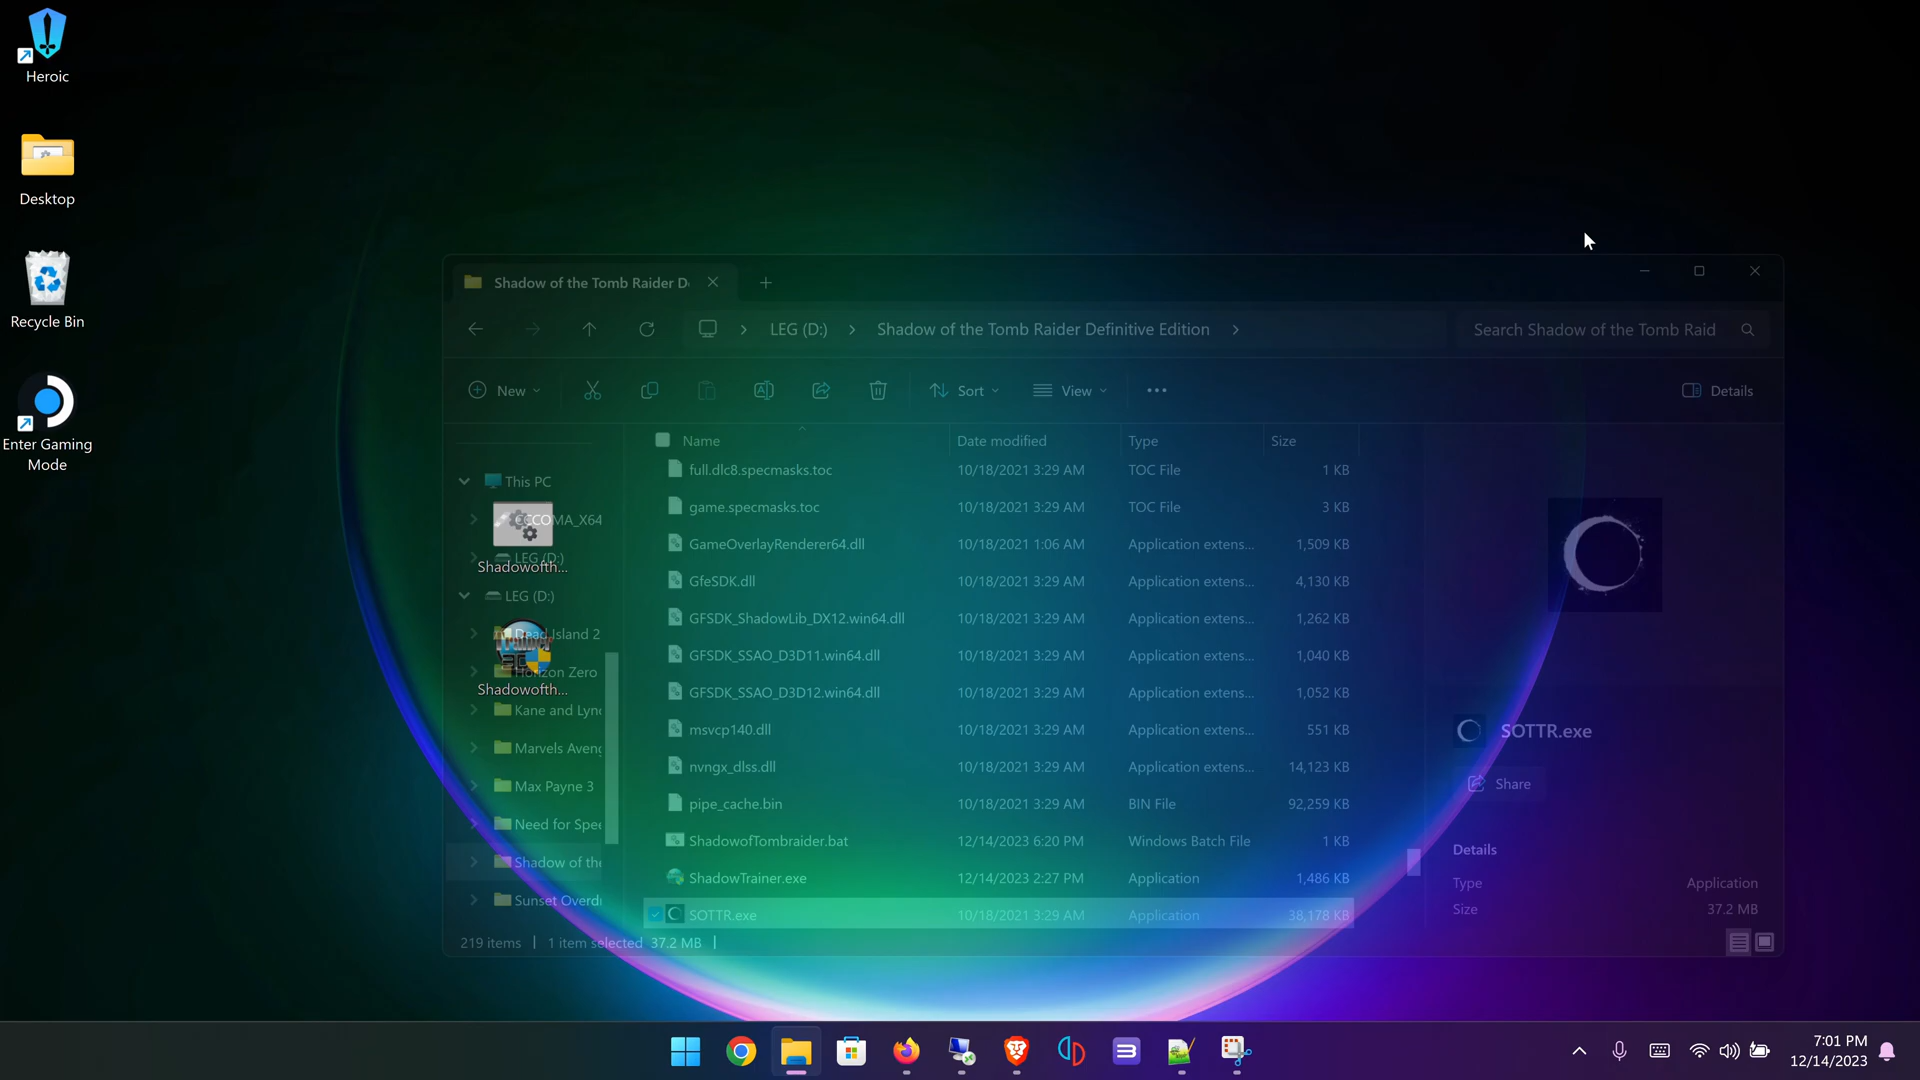 Heroic
Desktop
Recycle Bin
Enter Gaming
Mode
Shadow of the Tomb Raider D
LEG (D:)
Shadow of the Tomb Raider Definitive Edition
Search Shadow of the Tomb Raid
New
Sort
View
Details
Name
Date modified
Type
Size
This PC
CCCOMA_X64
LEG (D:)
Shadowofth...
LEG (D:)
Dead Island 2
Horizon Zero
Shadowofth...
Kane and Lync
Marvels Aveng
Max Payne 3
Need for Spee
Shadow of the
Sunset Overdr
full.dlc8.specmasks.toc 10/18/2021 3:29 AM TOC File 1 KB
game.specmasks.toc 10/18/2021 3:29 AM TOC File 3 KB
GameOverlayRenderer64.dll 10/18/2021 1:06 AM Application extens... 1,509 KB
GfeSDK.dll 10/18/2021 3:29 AM Application extens... 4,130 KB
GFSDK_ShadowLib_DX12.win64.dll 10/18/2021 3:29 AM Application extens... 1,262 KB
GFSDK_SSAO_D3D11.win64.dll 10/18/2021 3:29 AM Application extens... 1,040 KB
GFSDK_SSAO_D3D12.win64.dll 10/18/2021 3:29 AM Application extens... 1,052 KB
msvcp140.dll 10/18/2021 3:29 AM Application extens... 551 KB
nvngx_dlss.dll 10/18/2021 3:29 AM Application extens... 14,123 KB
pipe_cache.bin 10/18/2021 3:29 AM BIN File 92,259 KB
ShadowofTombraider.bat 12/14/2023 6:20 PM Windows Batch File 1 KB
ShadowTrainer.exe 12/14/2023 2:27 PM Application 1,486 KB
SOTTR.exe 10/18/2021 3:29 AM Application 38,178 KB
SOTTR.exe
Share
Details
Type Application
Size 37.2 MB
219 items
1 item selected 37.2 MB
7:01 PM
12/14/2023